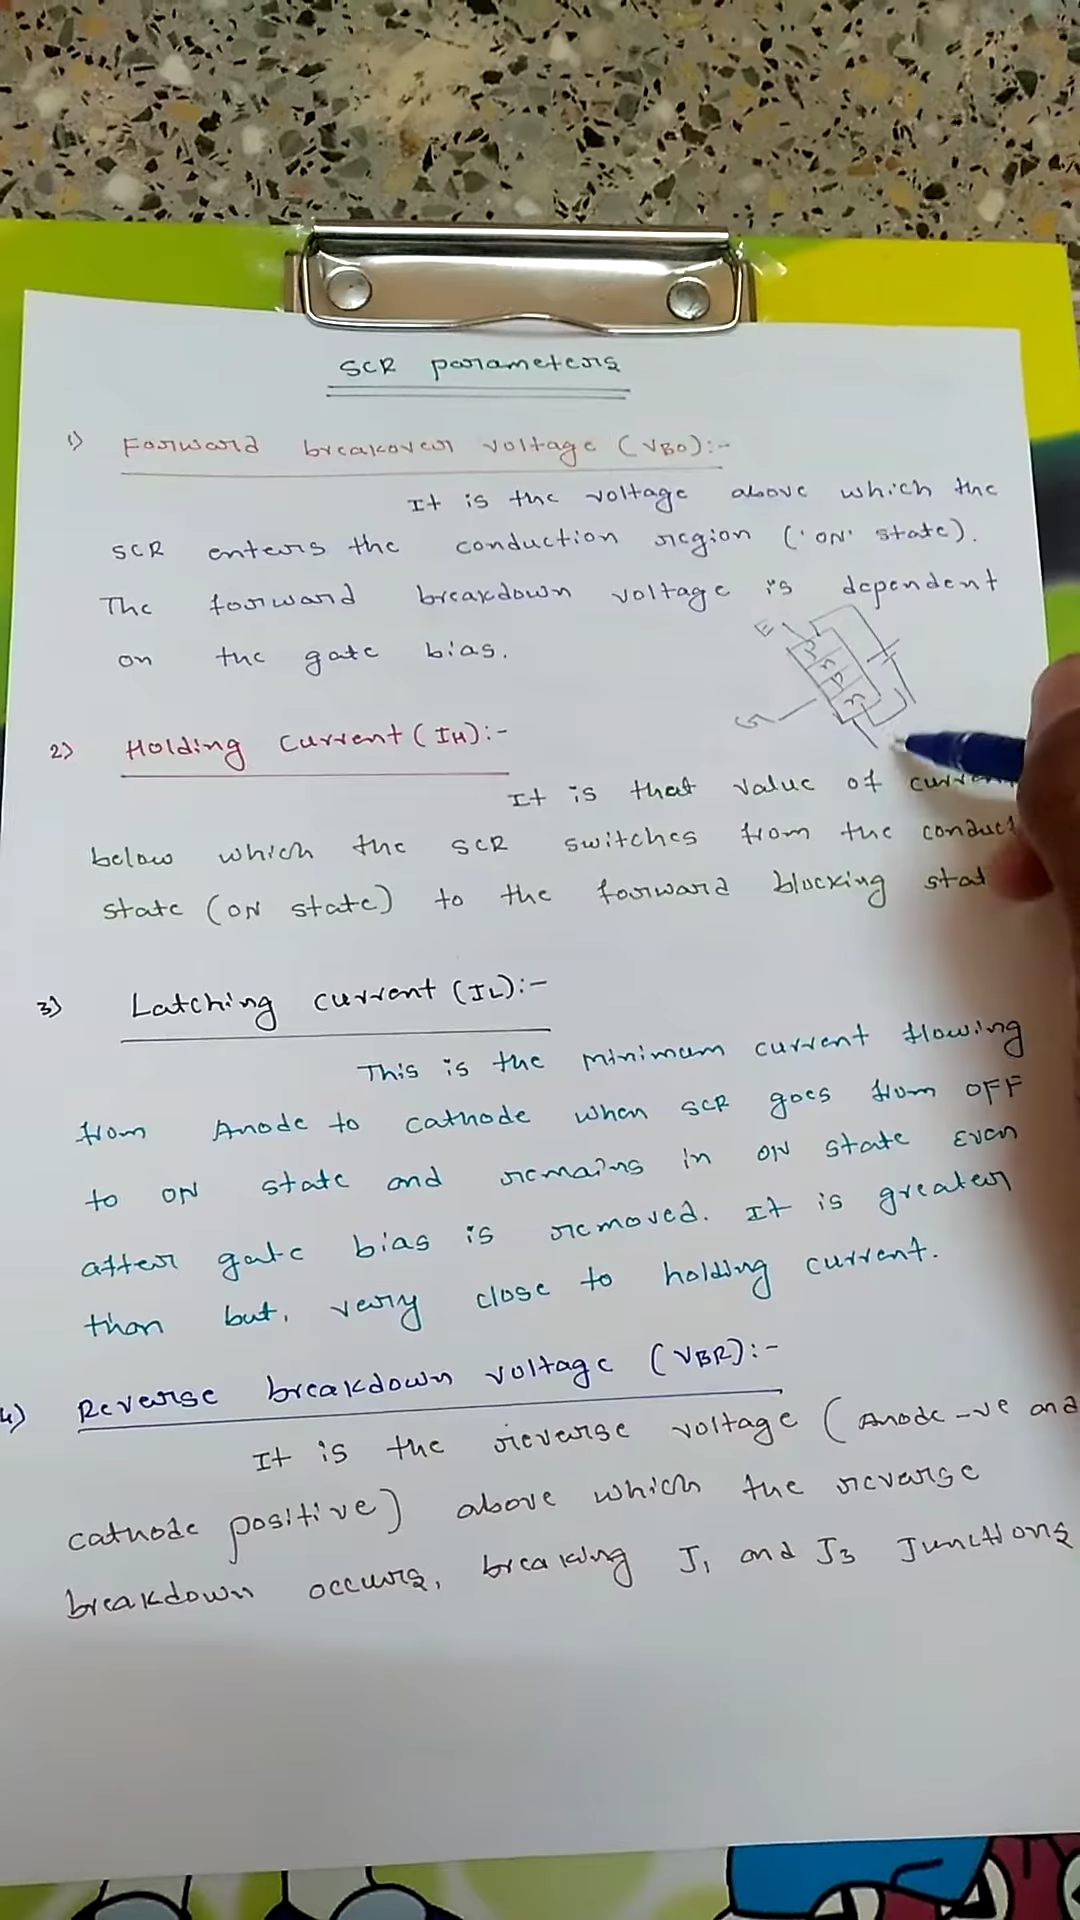 SCR parameters
1) Forward breakover voltage (VBO):-
It is the voltage above which the
SCR enters the conduction region ('ON' state).
The forward breakdown voltage is dependent
on the gate bias.
E
P
n
P
n
G
2) Holding current (IH):-
It is that value of
below which the SCR switches from the
state (ON state) to the forward blocking
3) Latching current (IL):-
This is the minimum current flowing
from Anode to cathode when SCR goes from OFF
to ON state and remains in ON state even
after gate bias is removed. It is greater
than but, very close to holding current.
4) Reverse breakdown voltage (VBR):-
It is the reverse voltage (Anode -ve and
cathode positive) above which the reverse
breakdown occurs, breaking J1 and J3 Junctions